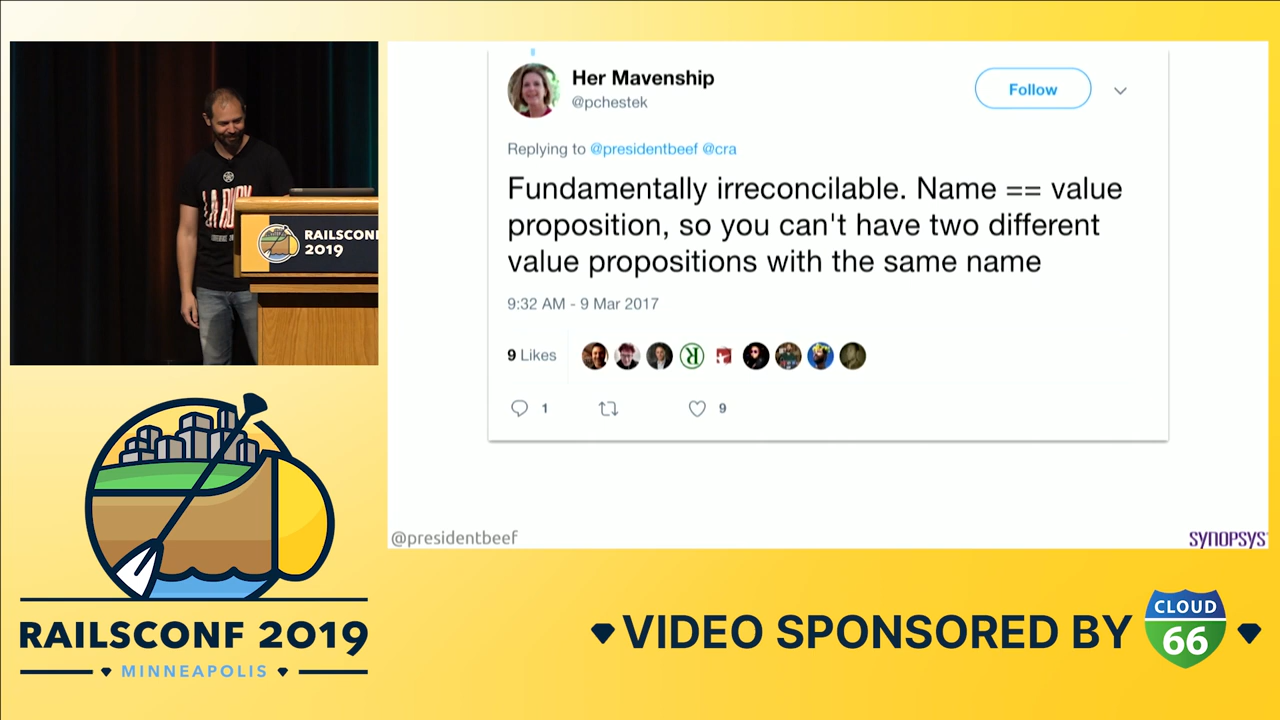 RAILSCONF
2019
Her Mavenship
@pchestek
Follow
Replying to @presidentbeef @cra
Fundamentally irreconcilable. Name == value
proposition, so you can't have two different
value propositions with the same name
9:32 AM - 9 Mar 2017
9 Likes
1
9
@presidentbeef
SYNOPSYS
RAILSCONF 2019
MINNEAPOLIS
VIDEO SPONSORED BY
CLOUD
66